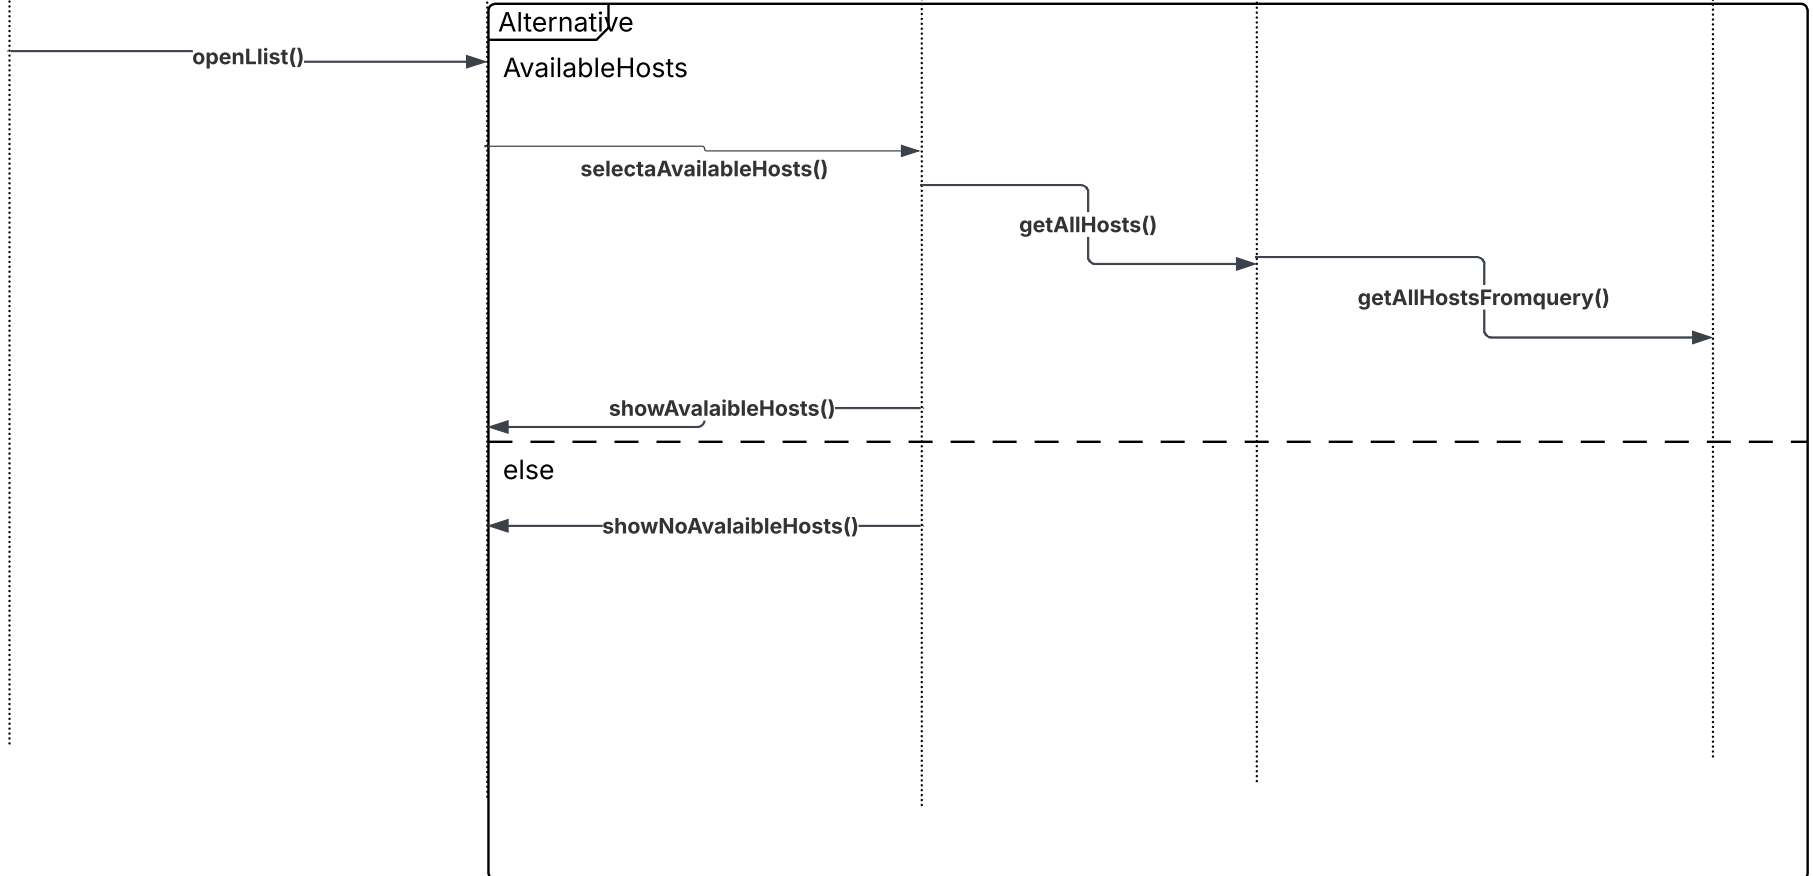 Alternative
openLlist()
AvailableHosts
selectaAvailableHosts()
getAllHosts()
getAllHostsFromquery()
showAvalaibleHosts()
else
showNoAvalaibleHosts()